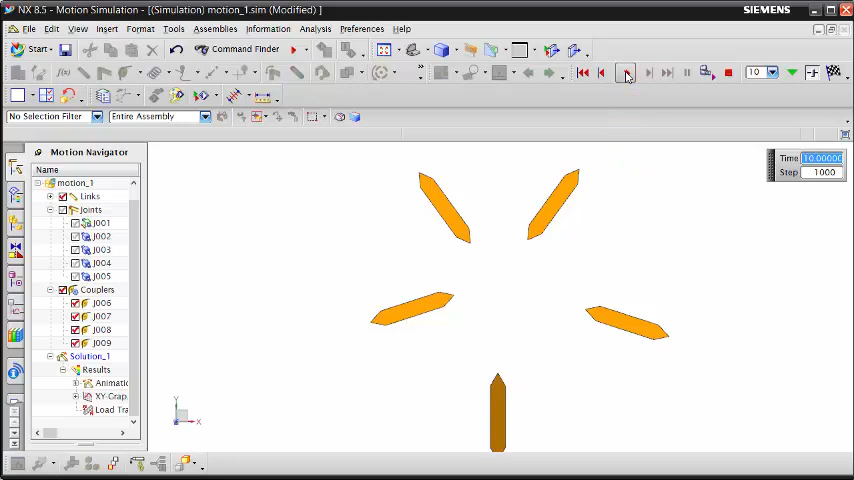 NX 8.5 - Motion Simulation - [(Simulation) motion_1.sim (Modified) ]
SIEMENS
File Edit View Insert Format Tools Assemblies Information Analysis Preferences Help
Start
Command Finder
10
No Selection Filter
Entire Assembly
Motion Navigator
Name
motion_1
Links
Joints
J001
J002
J003
J004
J005
Couplers
J006
J007
J008
J009
Solution_1
Results
Animatic
XY-Grap
Load Tra
Time 10.00000
Step 1000
Y
X